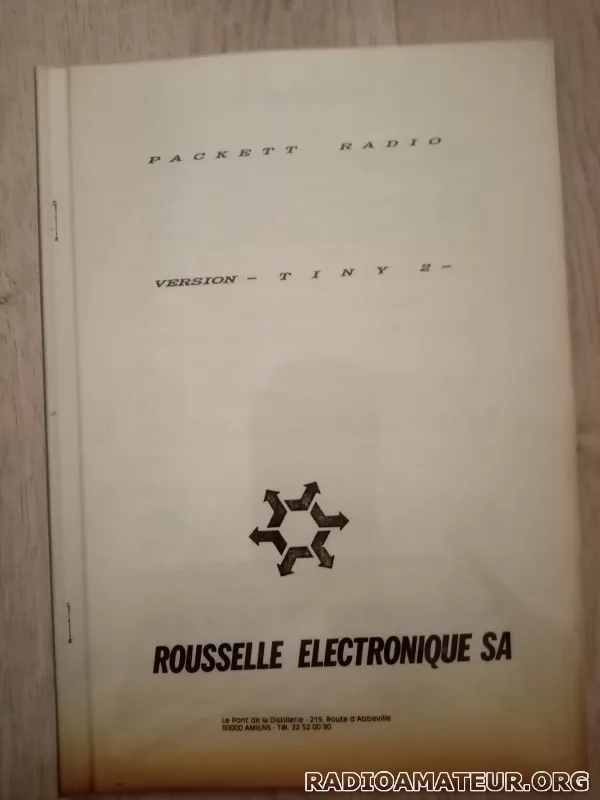 PACKETT RADIO
VERSION - TINY 2 -
ROUSSELLE ELECTRONIQUE SA
Le Pont de la Distillerie - 219, Route d'Abbeville
80000 AMIENS - Tél. 22 52 00 90
RADIOAMATEUR.ORG